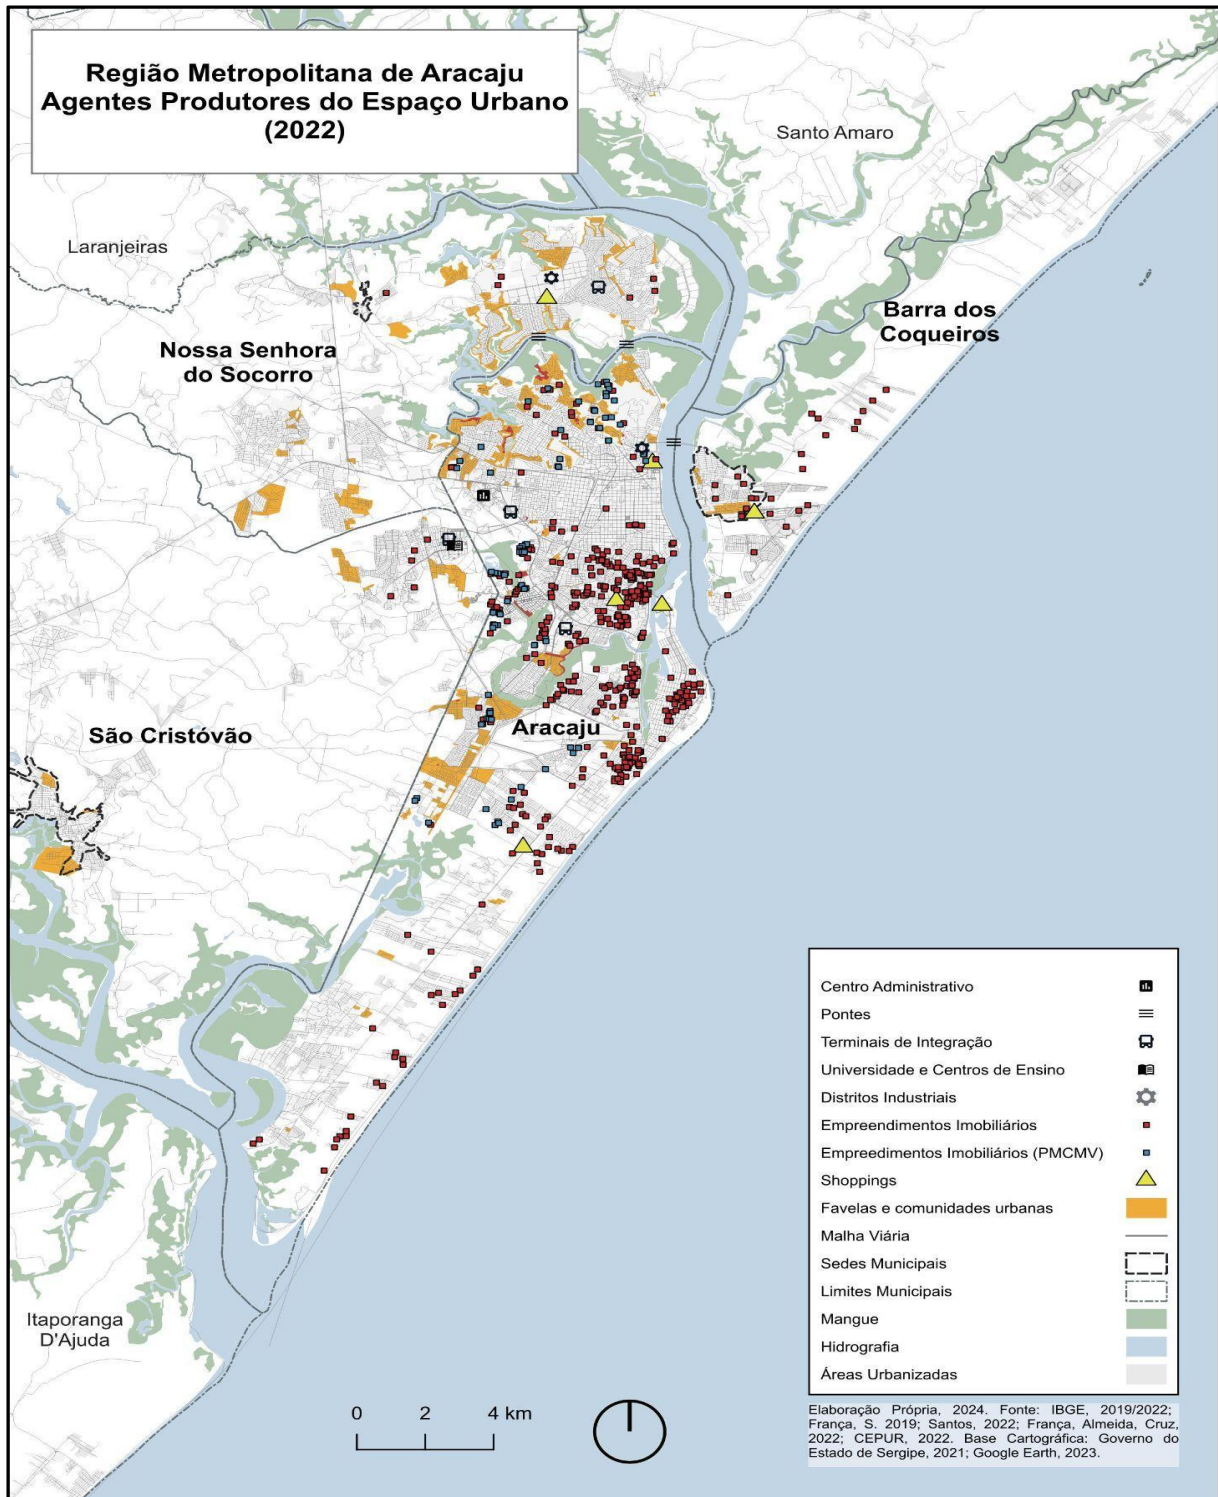 Região Metropolitana de Aracaju
Agentes Produtores do Espaço Urbano
(2022)
Santo Amaro
Laranjeiras
Barra dos
Coqueiros
Nossa Senhora
do Socorro
São Cristóvão
Aracaju
Itaporanga
D'Ajuda
Centro Administrativo
Pontes
Terminais de Integração
Universidade e Centros de Ensino
Distritos Industriais
Empreendimentos Imobiliários
Empreedimentos Imobiliários (PMCMV)
Shoppings
Favelas e comunidades urbanas
Malha Viária
Sedes Municipais
Limites Municipais
Mangue
Hidrografia
Áreas Urbanizadas
0 2 4 km
Elaboração Própria, 2024. Fonte: IBGE, 2019/2022;
França, S. 2019; Santos, 2022; França, Almeida, Cruz,
2022; CEPUR, 2022. Base Cartográfica: Governo do
Estado de Sergipe, 2021; Google Earth, 2023.